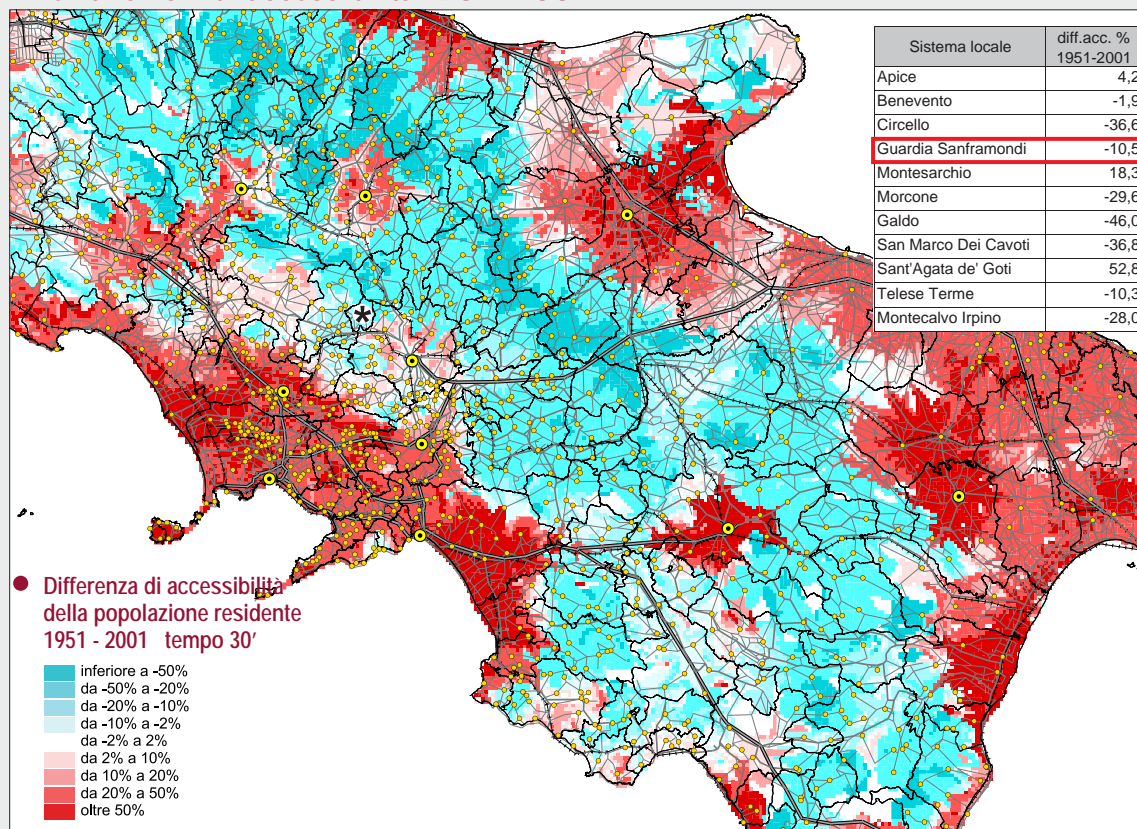 Sistema locale diff.acc. % 1951-2001
Apice 4,2
Benevento -1,9
Circello -36,6
Guardia Sanframondi -10,5
Montesarchio 18,3
Morcone -29,6
Galdo -46,0
San Marco Dei Cavoti -36,8
Sant'Agata de' Goti 52,8
Telese Terme -10,3
Montecalvo Irpino -28,0
*
Differenza di accessibilità
della popolazione residente
1951 - 2001 tempo 30'
inferiore a -50%
da -50% a -20%
da -20% a -10%
da -10% a -2%
da -2% a 2%
da 2% a 10%
da 10% a 20%
da 20% a 50%
oltre 50%